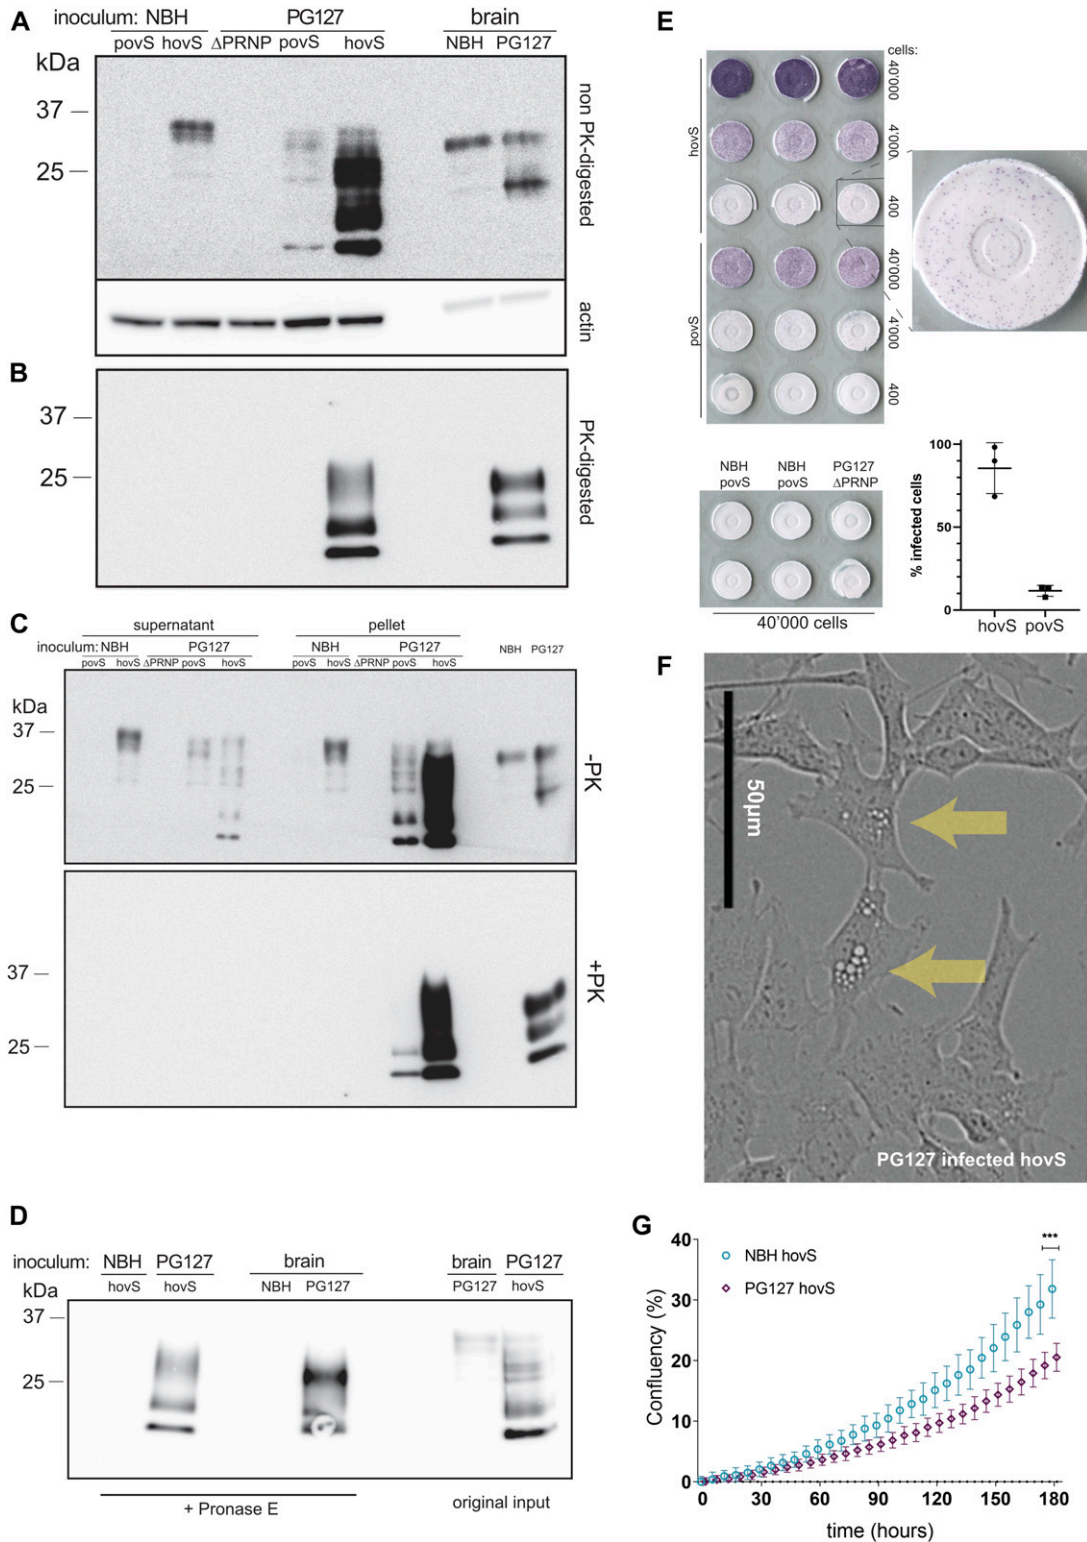 A
inoculum: NBH PG127 brain
povS hovS ΔPRNP povS hovS NBH PG127
kDa
37
25
non PK-digested
actin
B
37
25
PK-digested
C
supernatant pellet
inoculum: NBH PG127 NBH PG127 NBH PG127
povS hovS ΔPRNP povS hovS povS hovS ΔPRNP povS hovS
kDa
37
25
-PK
37
25
+PK
D
inoculum: NBH PG127 brain brain PG127
hovS hovS NBH PG127 PG127 hovS
kDa
37
25
+ Pronase E
original input
E
cells:
40'000
4'000
400
40'000
4'000
400
hovS
povS
NBH NBH PG127
povS povS ΔPRNP
40'000 cells
% infected cells
100
50
0
hovS povS
F
50µm
PG127 infected hovS
G
***
NBH hovS
PG127 hovS
Confluency (%)
40
30
20
10
0
0 30 60 90 120 150 180
time (hours)